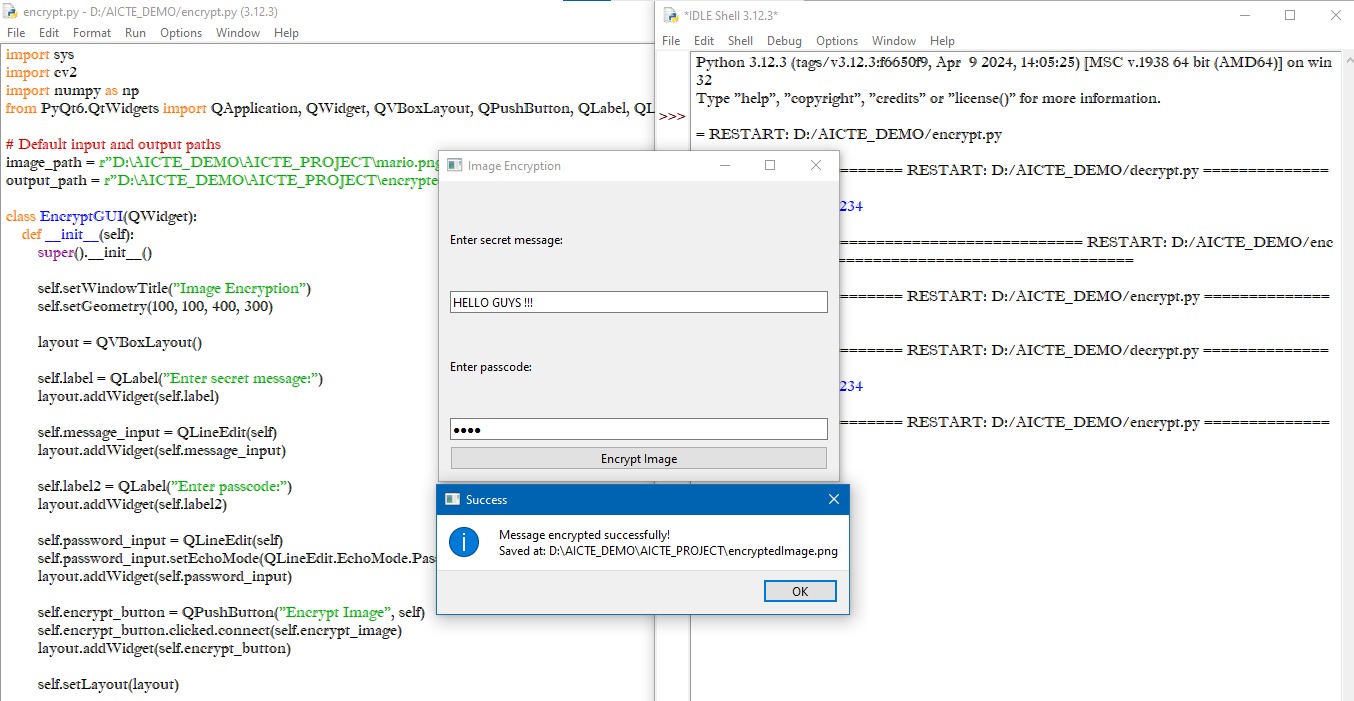 encrypt.py - D:/AICTE_DEMO/encrypt.py (3.12.3)
File Edit Format Run Options Window Help
import sys
import cv2
import numpy as np
from PyQt6.QtWidgets import QApplication, QWidget, QVBoxLayout, QPushButton, QLabel, QL
# Default input and output paths
image_path = r"D:\AICTE_DEMO\AICTE_PROJECT\mario.png
output_path = r"D:\AICTE_DEMO\AICTE_PROJECT\encrypted
class EncryptGUI(QWidget):
def __init__(self):
super().__init__()
self.setWindowTitle("Image Encryption")
self.setGeometry(100, 100, 400, 300)
layout = QVBoxLayout()
self.label = QLabel("Enter secret message:")
layout.addWidget(self.label)
self.message_input = QLineEdit(self)
layout.addWidget(self.message_input)
self.label2 = QLabel("Enter passcode:")
layout.addWidget(self.label2)
self.password_input = QLineEdit(self)
self.password_input.setEchoMode(QLineEdit.EchoMode.Pas
layout.addWidget(self.password_input)
self.encrypt_button = QPushButton("Encrypt Image", self)
self.encrypt_button.clicked.connect(self.encrypt_image)
layout.addWidget(self.encrypt_button)
self.setLayout(layout)
*IDLE Shell 3.12.3*
File Edit Shell Debug Options Window Help
Python 3.12.3 (tags/v3.12.3:f6650f9, Apr 9 2024, 14:05:25) [MSC v.1938 64 bit (AMD64)] on win
32
Type "help", "copyright", "credits" or "license()" for more information.
>>>
= RESTART: D:/AICTE_DEMO/encrypt.py
======= RESTART: D:/AICTE_DEMO/decrypt.py ==============
234
=========================== RESTART: D:/AICTE_DEMO/enc
=================================
======= RESTART: D:/AICTE_DEMO/encrypt.py ==============
======= RESTART: D:/AICTE_DEMO/decrypt.py ==============
234
======= RESTART: D:/AICTE_DEMO/encrypt.py ==============
Image Encryption
Enter secret message:
HELLO GUYS !!!
Enter passcode:
●●●●
Encrypt Image
Success
Message encrypted successfully!
Saved at: D:\AICTE_DEMO\AICTE_PROJECT\encryptedImage.png
OK